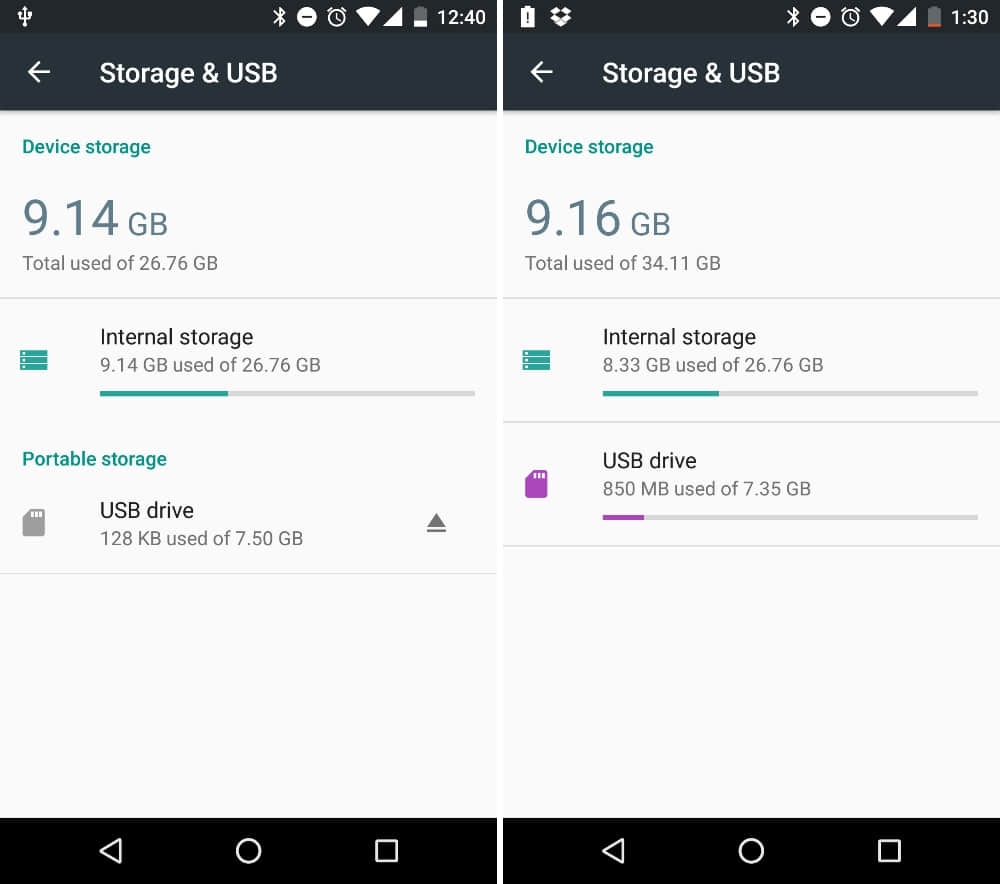 12:40
Storage & USB
Device storage
9.14 GB
Total used of 26.76 GB
Internal storage
9.14 GB used of 26.76 GB
Portable storage
USB drive
128 KB used of 7.50 GB
1:30
Storage & USB
Device storage
9.16 GB
Total used of 34.11 GB
Internal storage
8.33 GB used of 26.76 GB
USB drive
850 MB used of 7.35 GB